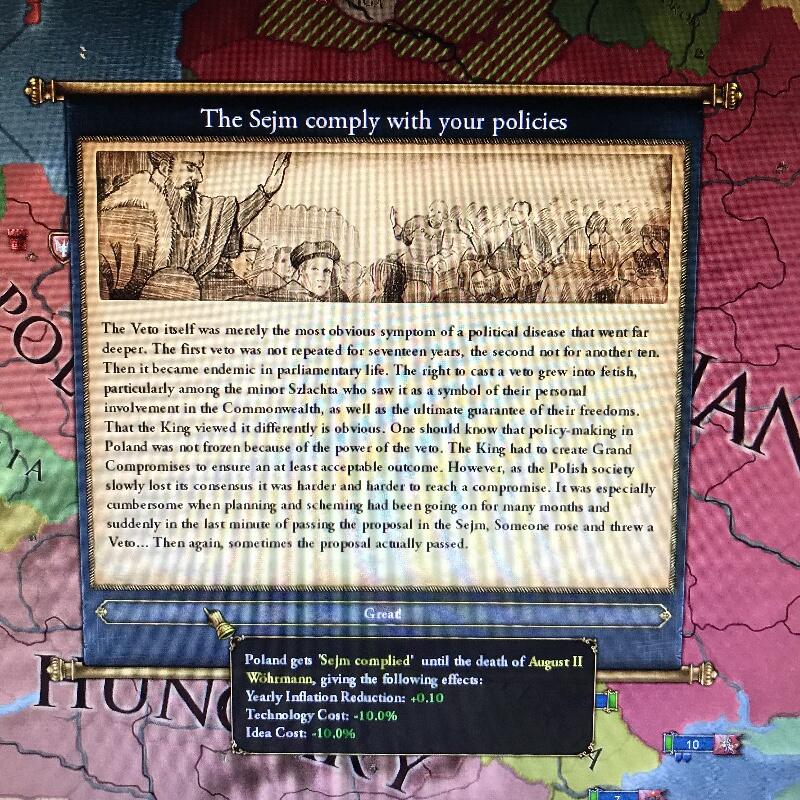 The Sejm comply with your policies
The Veto itself was merely the most obvious symptom of a political disease that went far
deeper. The first veto was not repeated for seventeen years, the second not for another ten.
Then it became endemic in parliamentary life. The right to cast a veto grew into fetish,
particularly among the minor Szlachta who saw it as a symbol of their personal
involvement in the Commonwealth, as well as the ultimate guarantee of their freedoms.
That the King viewed it differently is obvious. One should know that policy-making in
Poland was not frozen because of the power of the veto. The King had to create Grand
Compromises to ensure an at least acceptable outcome. However, as the Polish society
slowly lost its consensus it was harder and harder to reach a compromise. It was especially
cumbersome when planning and scheming had been going on for many months and
suddenly in the last minute of passing the proposal in the Sejm, Someone rose and threw a
Veto... Then again, sometimes the proposal actually passed.
Great!
Poland gets 'Sejm complied' until the death of August II
Wöhrmann, giving the following effects:
Yearly Inflation Reduction: +0.10
Technology Cost: -10.0%
Idea Cost: -10.0%
POL
IAN
IA
HUN
RY
10